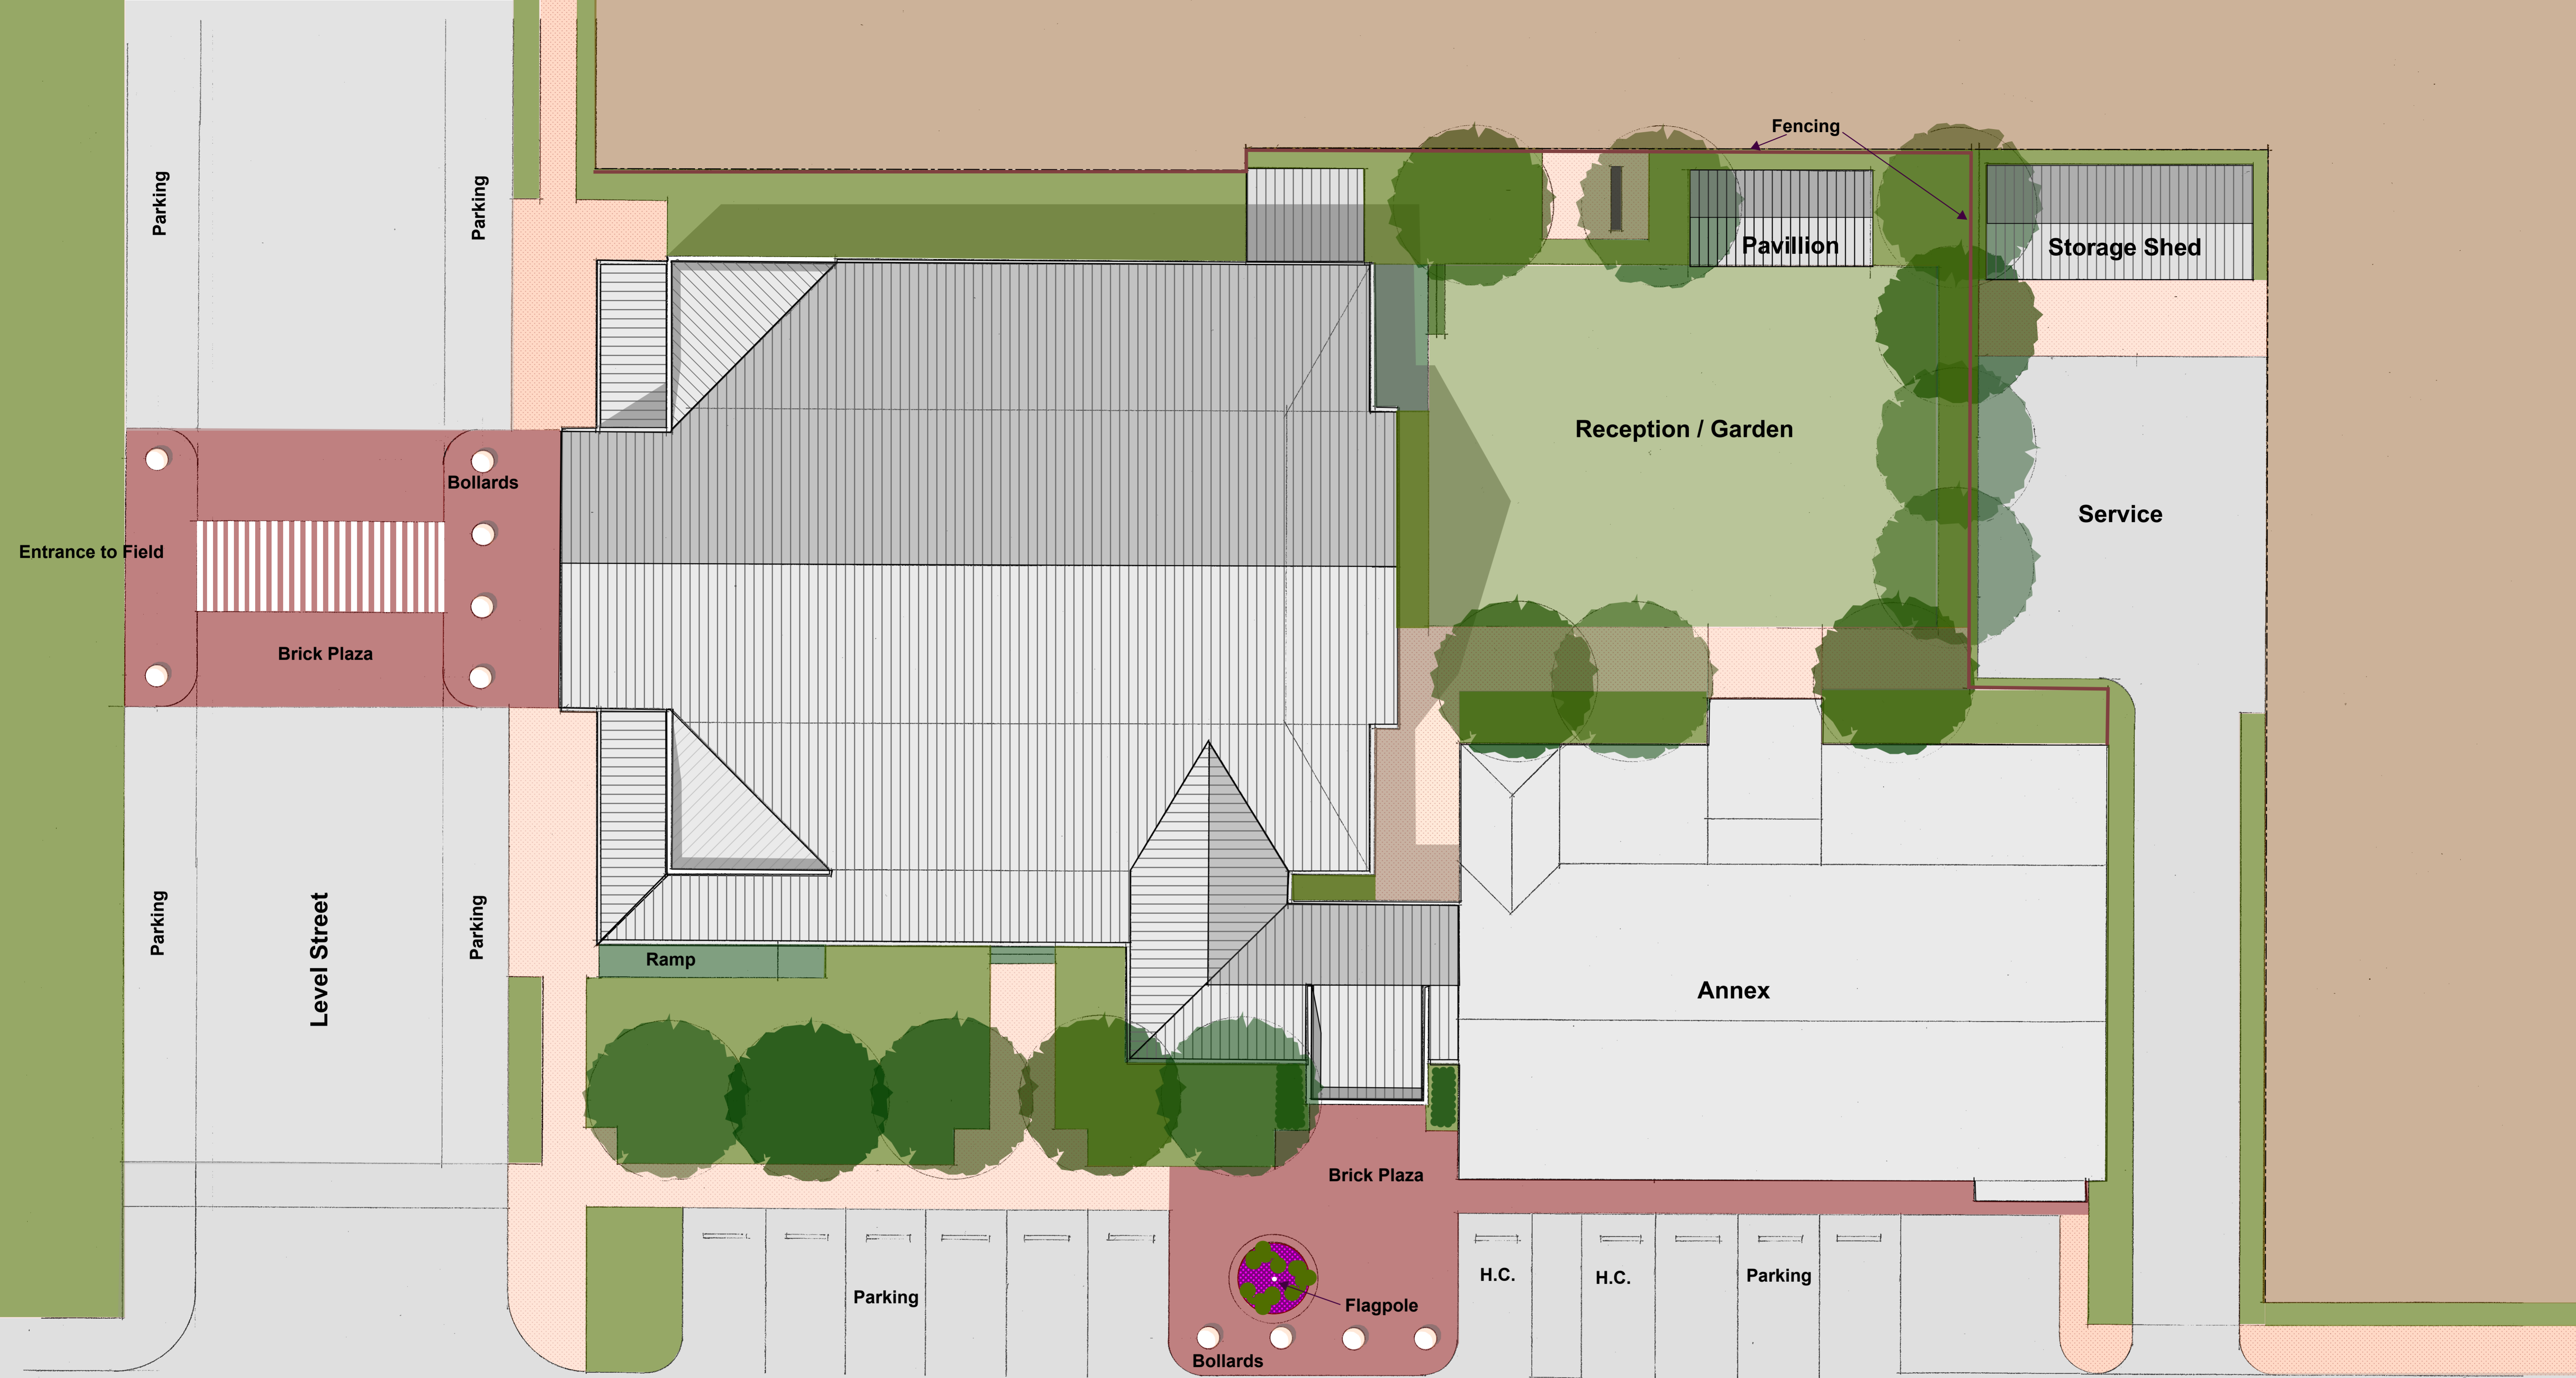 Fencing
Parking
Parking
Pavillion
Storage Shed
Reception / Garden
Bollards
Service
Entrance to Field
Brick Plaza
Parking
Level Street
Parking
Ramp
Annex
Brick Plaza
H.C.
H.C.
Parking
Parking
Flagpole
Bollards